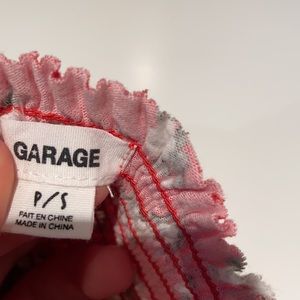 GARAGE
P/S
FAIT EN CHINE
MADE IN CHINA